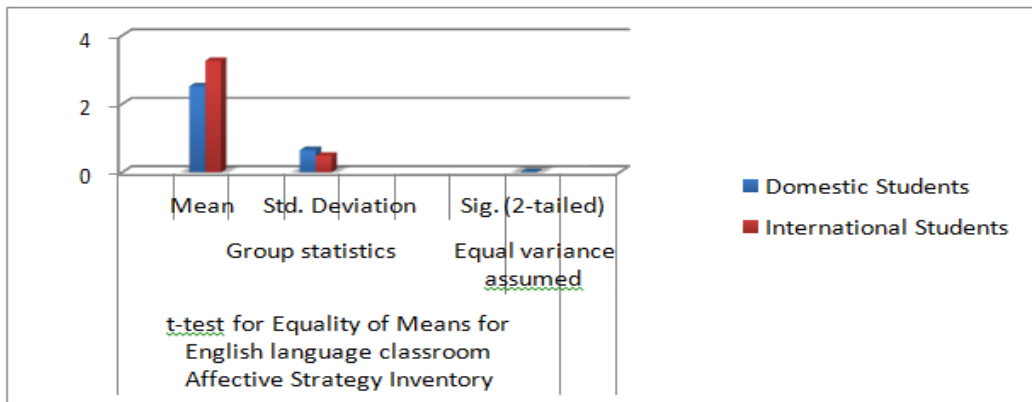 4
2
0
Mean Std. Deviation Sig. (2-tailed)
Group statistics
Equal variance
assumed
t-test for Equality of Means for
English language classroom
Affective Strategy Inventory
Domestic Students
International Students